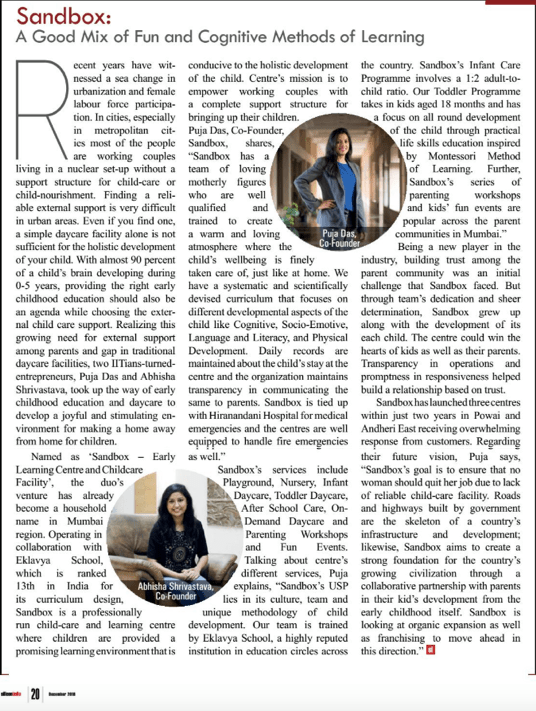 Sandbox:
A Good Mix of Fun and Cognitive Methods of Learning
Recent years have wit-
nessed a sea change in
urbanization and female
labour force participa-
tion. In cities, especially
in metropolitan cit-
ies most of the people
are working couples
living in a nuclear set-up without a
support structure for child-care or
child-nourishment. Finding a reli-
able external support is very difficult
in urban areas. Even if you find one,
a simple daycare facility alone is not
sufficient for the holistic development
of your child. With almost 90 percent
of a child's brain developing during
0-5 years, providing the right early
childhood education should also be
an agenda while choosing the exter-
nal child care support. Realizing this
growing need for external support
among parents and gap in traditional
daycare facilities, two IITians-turned-
entrepreneurs, Puja Das and Abhisha
Shrivastava, took up the way of early
childhood education and daycare to
develop a joyful and stimulating en-
vironment for making a home away
from home for children.
Named as 'Sandbox – Early
Learning Centre and Childcare
Facility', the duo's
venture has already
become a household
name in Mumbai
region. Operating in
collaboration with
Eklavya School,
which is ranked
13th in India for
its curriculum design,
Sandbox is a professionally
run child-care and learning centre
where children are provided a
promising learning environment that is
conducive to the holistic development
of the child. Centre's mission is to
empower working couples with
a complete support structure for
bringing up their children.
Puja Das, Co-Founder,
Sandbox, shares,
"Sandbox has a
team of loving
motherly figures
who are well
qualified and
trained to create
a warm and loving
atmosphere where the
child's wellbeing is finely
taken care of, just like at home. We
have a systematic and scientifically
devised curriculum that focuses on
different developmental aspects of the
child like Cognitive, Socio-Emotive,
Language and Literacy, and Physical
Development. Daily records are
maintained about the child's stay at the
centre and the organization maintains
transparency in communicating the
same to parents. Sandbox is tied up
with Hiranandani Hospital for medical
emergencies and the centres are well
equipped to handle fire emergencies
as well."
Sandbox's services include
Playground, Nursery, Infant
Daycare, Toddler Daycare,
After School Care, On-
Demand Daycare and
Parenting Workshops
and Fun Events.
Talking about centre's
different services, Puja
explains, "Sandbox's USP
lies in its culture, team and
unique methodology of child
development. Our team is trained
by Eklavya School, a highly reputed
institution in education circles across
Abhisha Shrivastava,
Co-Founder
Puja Das,
Co-Founder
the country. Sandbox's Infant Care
Programme involves a 1:2 adult-to-
child ratio. Our Toddler Programme
takes in kids aged 18 months and has
a focus on all round development
of the child through practical
life skills education inspired
by Montessori Method
of Learning. Further,
Sandbox's series of
parenting workshops
and kids' fun events are
popular across the parent
communities in Mumbai."
Being a new player in the
industry, building trust among the
parent community was an initial
challenge that Sandbox faced. But
through team's dedication and sheer
determination, Sandbox grew up
along with the development of its
each child. The centre could win the
hearts of kids as well as their parents.
Transparency in operations and
promptness in responsiveness helped
build a relationship based on trust.
Sandbox has launched three centres
within just two years in Powai and
Andheri East receiving overwhelming
response from customers. Regarding
their future vision, Puja says,
"Sandbox's goal is to ensure that no
woman should quit her job due to lack
of reliable child-care facility. Roads
and highways built by government
are the skeleton of a country's
infrastructure and development;
likewise, Sandbox aims to create a
strong foundation for the country's
growing civilization through a
collaborative partnership with parents
in their kid's development from the
early childhood itself. Sandbox is
looking at organic expansion as well
as franchising to move ahead in
this direction."
20